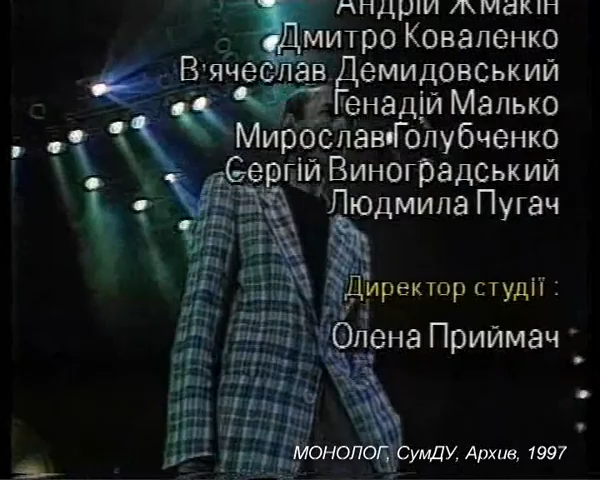 Андрій Жмакін
Дмитро Коваленко
В'ячеслав Демидовський
Генадій Малько
Мирослав Голубченко
Сергій Виноградський
Людмила Пугач
Директор студії :
Олена Приймач
МОНОЛОГ, СумДУ, Архив, 1997